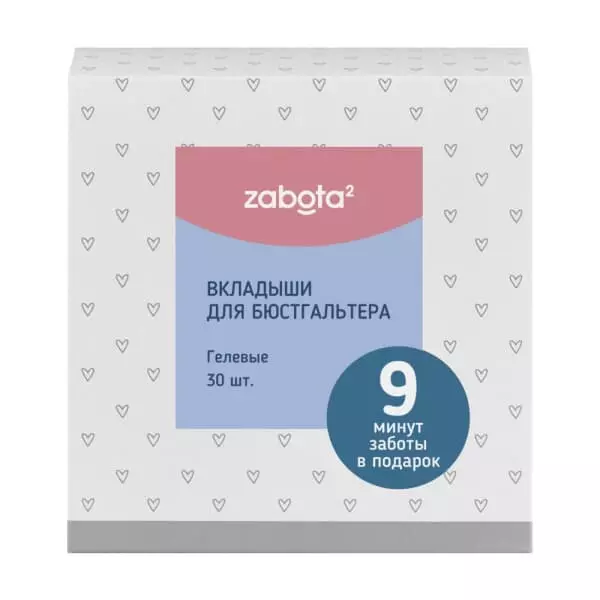 zabota²
ВКЛАДЫШИ
ДЛЯ БЮСТГАЛЬТЕРА
Гелевые
30 шт.
9
минут
заботы
в подарок